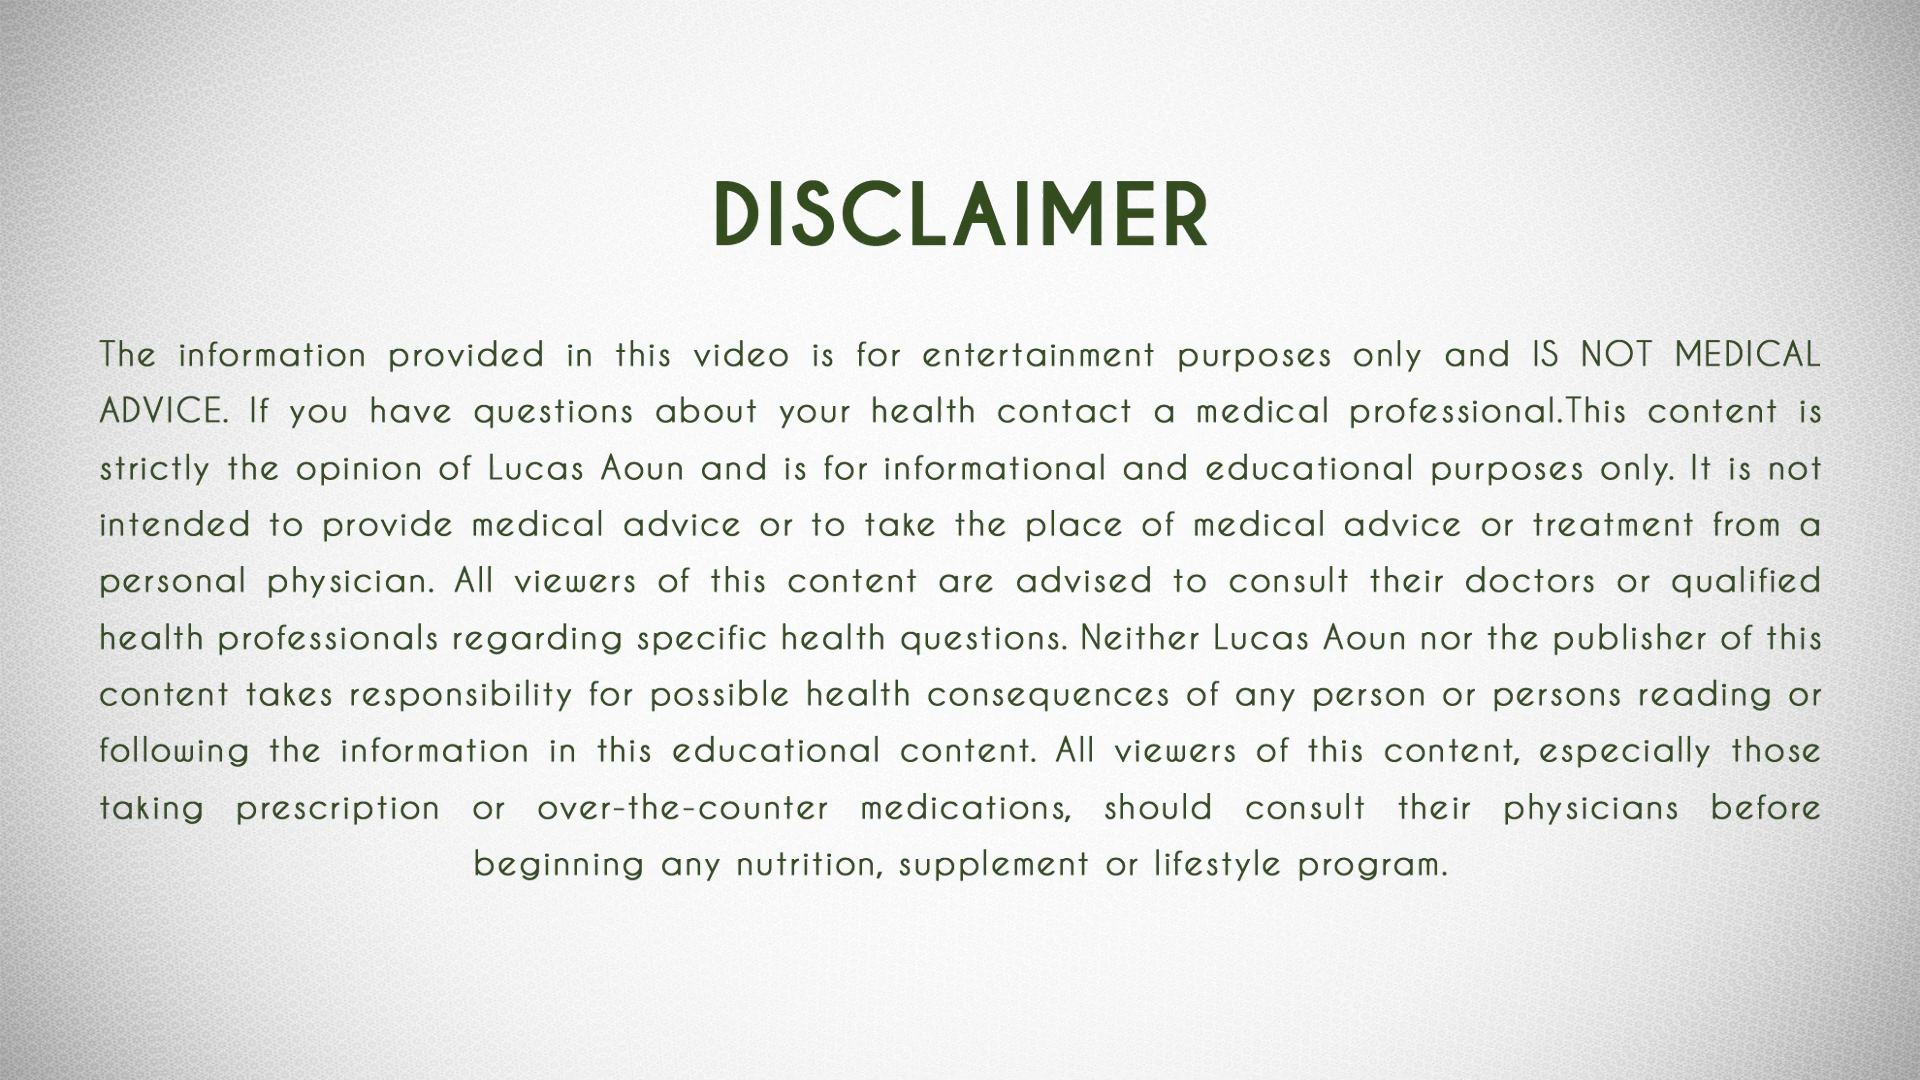 DISCLAIMER
The information provided in this video is for entertainment purposes only and IS NOT MEDICAL
ADVICE. If you have questions about your health contact a medical professional.This content is
strictly the opinion of Lucas Aoun and is for informational and educational purposes only. It is not
intended to provide medical advice or to take the place of medical advice or treatment from a
personal physician. All viewers of this content are advised to consult their doctors or qualified
health professionals regarding specific health questions. Neither Lucas Aoun nor the publisher of this
content takes responsibility for possible health consequences of any person or persons reading or
following the information in this educational content. All viewers of this content, especially those
taking prescription or over-the-counter medications, should consult their physicians before
beginning any nutrition, supplement or lifestyle program.